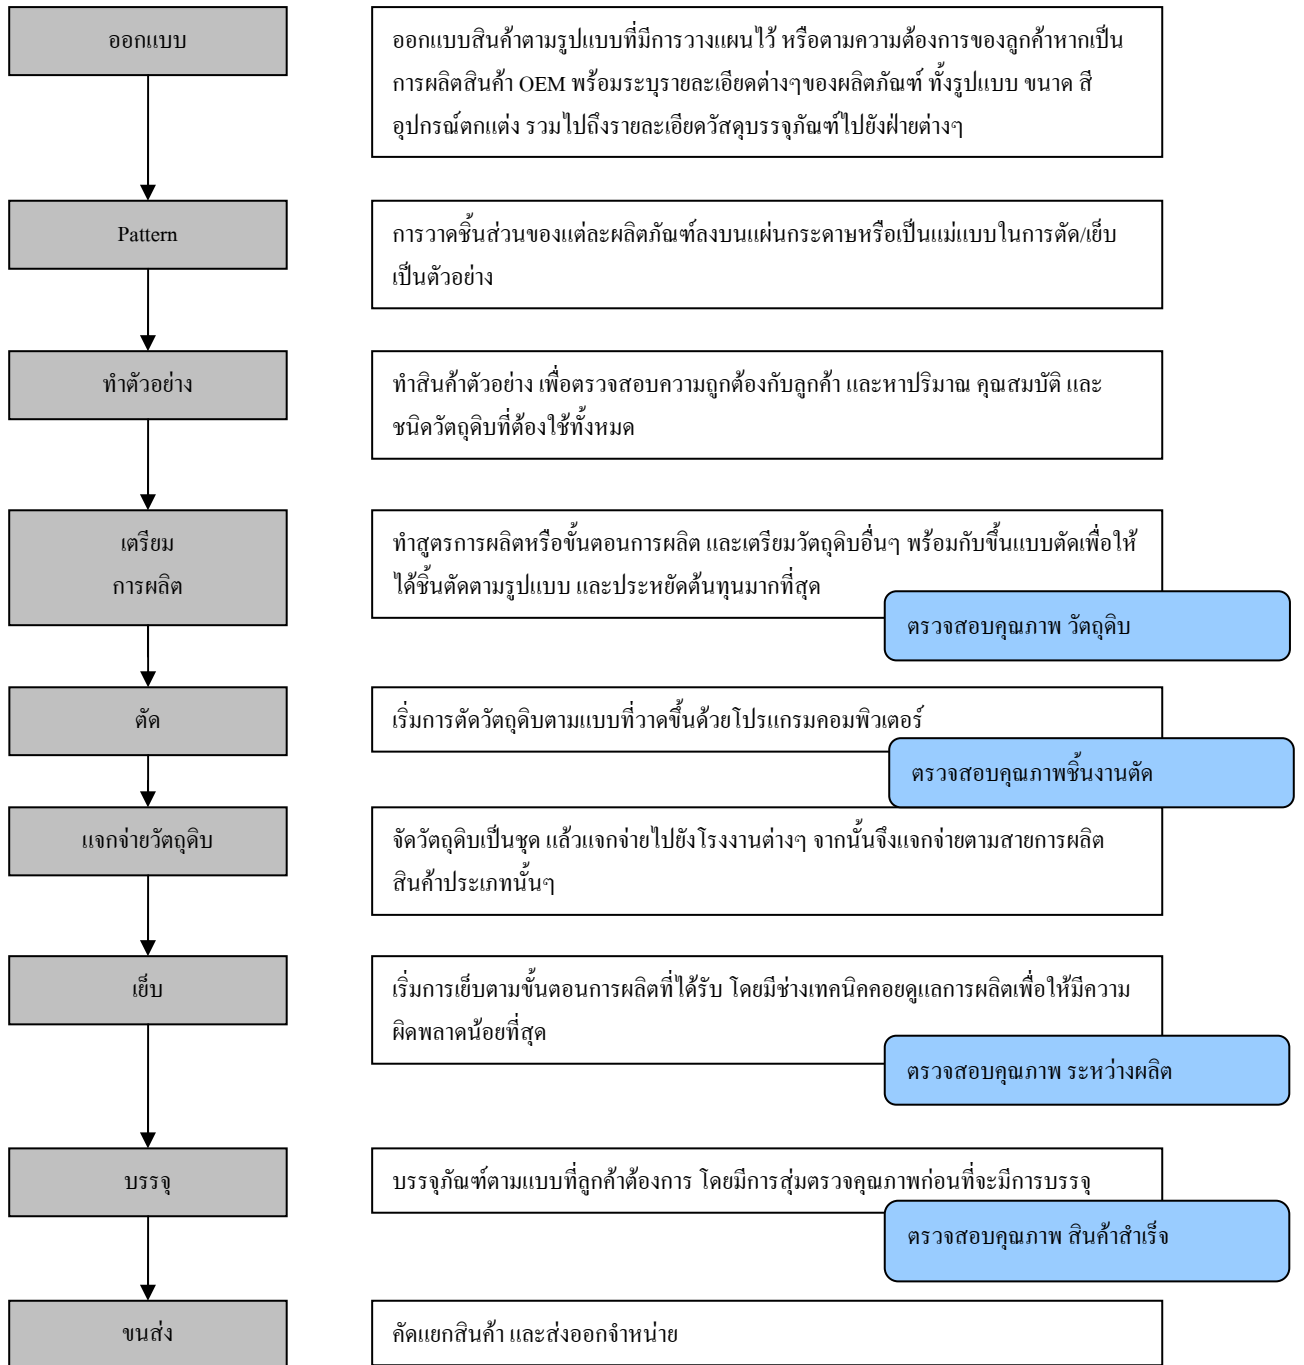 ออกแบบ
ออกแบบสินค้าตามรูปแบบที่มีการวางแผนไว้ หรือตามความต้องการของลูกค้าหากเป็น
การผลิตสินค้า OEM พร้อมระบุรายละเอียดต่างๆของผลิตภัณฑ์ ทั้งรูปแบบ ขนาด สี
อุปกรณ์ตกแต่ง รวมไปถึงรายละเอียดวัสดุบรรจุภัณฑ์ไปยังฝ่ายต่างๆ
Pattern
การวาดชิ้นส่วนของแต่ละผลิตภัณฑ์ลงบนแผ่นกระดาษหรือเป็นแม่แบบในการตัด/เย็บ
เป็นตัวอย่าง
ทำตัวอย่าง
ทำสินค้าตัวอย่าง เพื่อตรวจสอบความถูกต้องกับลูกค้า และหาปริมาณ คุณสมบัติ และ
ชนิดวัตถุดิบที่ต้องใช้ทั้งหมด
เตรียม
การผลิต
ทำสูตรการผลิตหรือขั้นตอนการผลิต และเตรียมวัตถุดิบอื่นๆ พร้อมกับขึ้นแบบตัดเพื่อให้
ได้ชิ้นตัดตามรูปแบบ และประหยัดต้นทุนมากที่สุด
ตรวจสอบคุณภาพ วัตถุดิบ
ตัด
เริ่มการตัดวัตถุดิบตามแบบที่วาดขึ้นด้วยโปรแกรมคอมพิวเตอร์
ตรวจสอบคุณภาพชิ้นงานตัด
แจกจ่ายวัตถุดิบ
จัดวัตถุดิบเป็นชุด แล้วแจกจ่ายไปยังโรงงานต่างๆ จากนั้นจึงแจกจ่ายตามสายการผลิต
สินค้าประเภทนั้นๆ
เย็บ
เริ่มการเย็บตามขั้นตอนการผลิตที่ได้รับ โดยมีช่างเทคนิคคอยดูแลการผลิตเพื่อให้มีความ
ผิดพลาดน้อยที่สุด
ตรวจสอบคุณภาพ ระหว่างผลิต
บรรจุ
บรรจุภัณฑ์ตามแบบที่ลูกค้าต้องการ โดยมีการสุ่มตรวจคุณภาพก่อนที่จะมีการบรรจุ
ตรวจสอบคุณภาพ สินค้าสำเร็จ
ขนส่ง
คัดแยกสินค้า และส่งออกจำหน่าย